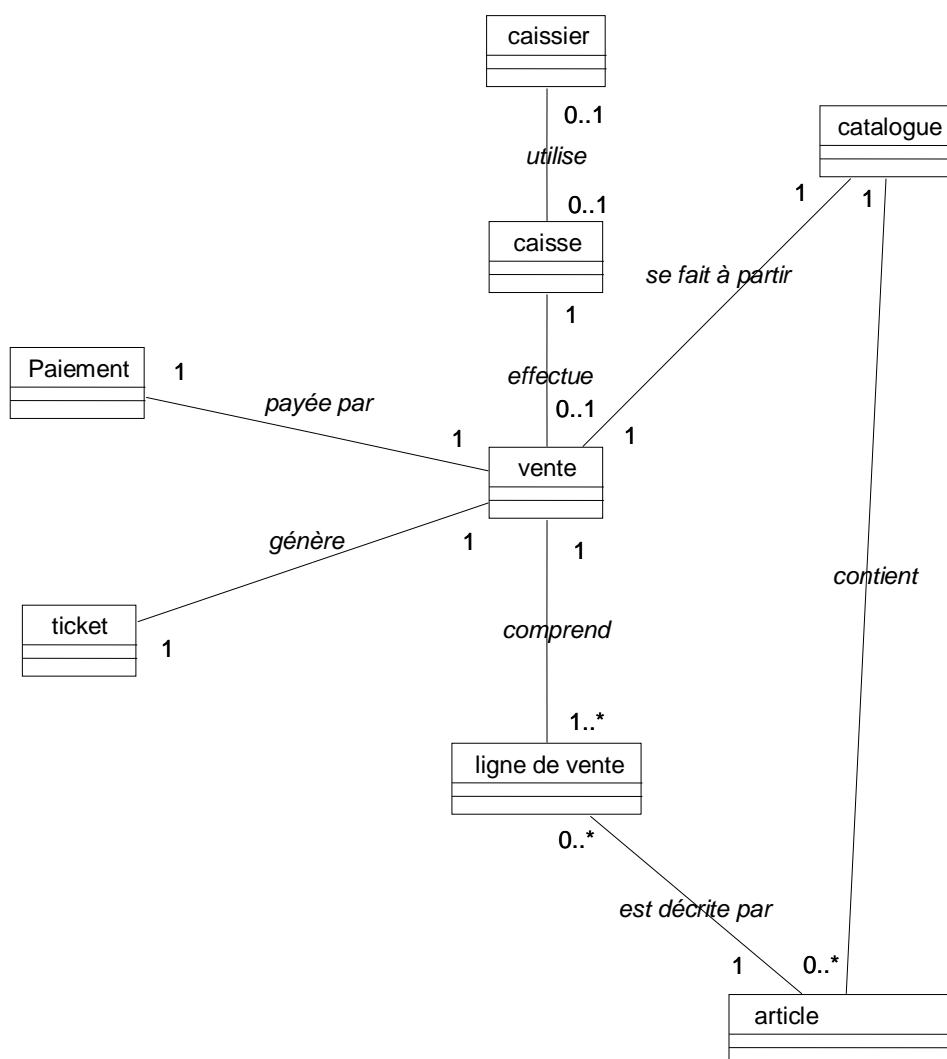 caissier
0..1
catalogue
utilise
1
1
0..1
caisse
se fait à partir
1
Paiement
1
effectue
payée par
0..1
1
1
vente
génère
1
1
contient
ticket
comprend
1
1..*
ligne de vente
0..*
est décrite par
1
0..*
article